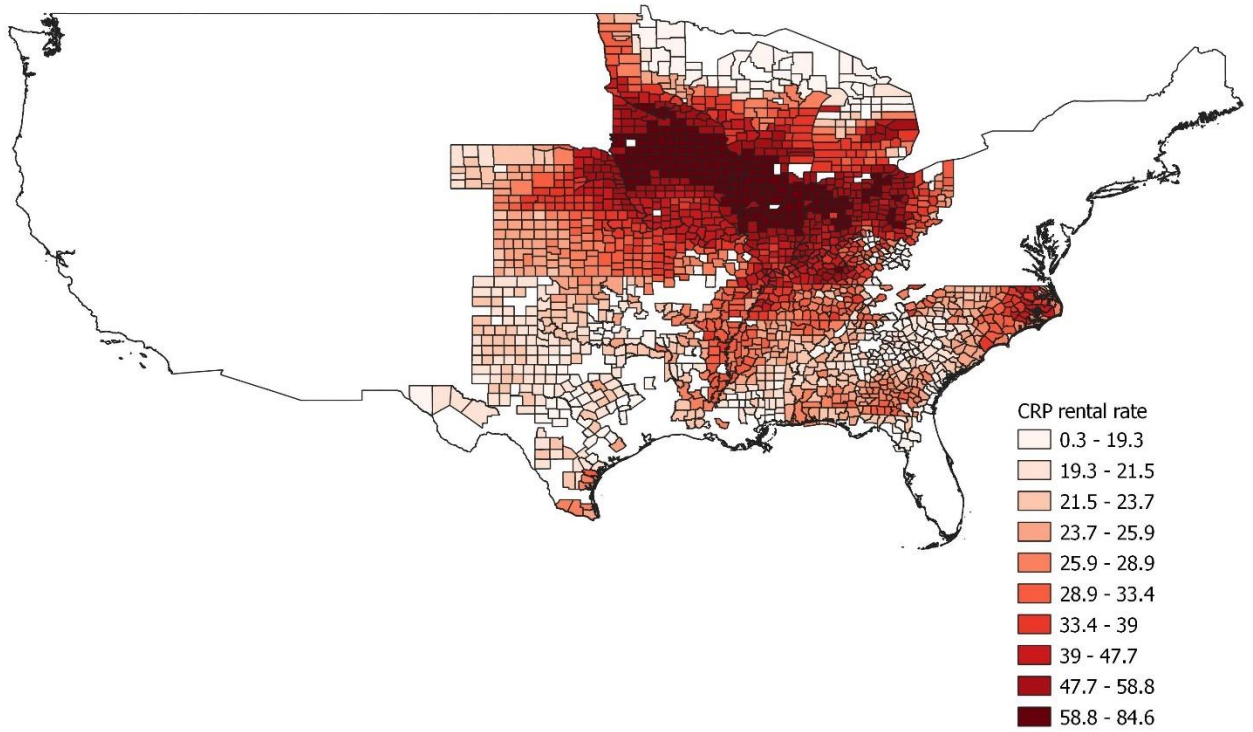 CRP rental rate
0.3 - 19.3
19.3 - 21.5
21.5 - 23.7
23.7 - 25.9
25.9 - 28.9
28.9 - 33.4
33.4 - 39
39 - 47.7
47.7 - 58.8
58.8 - 84.6